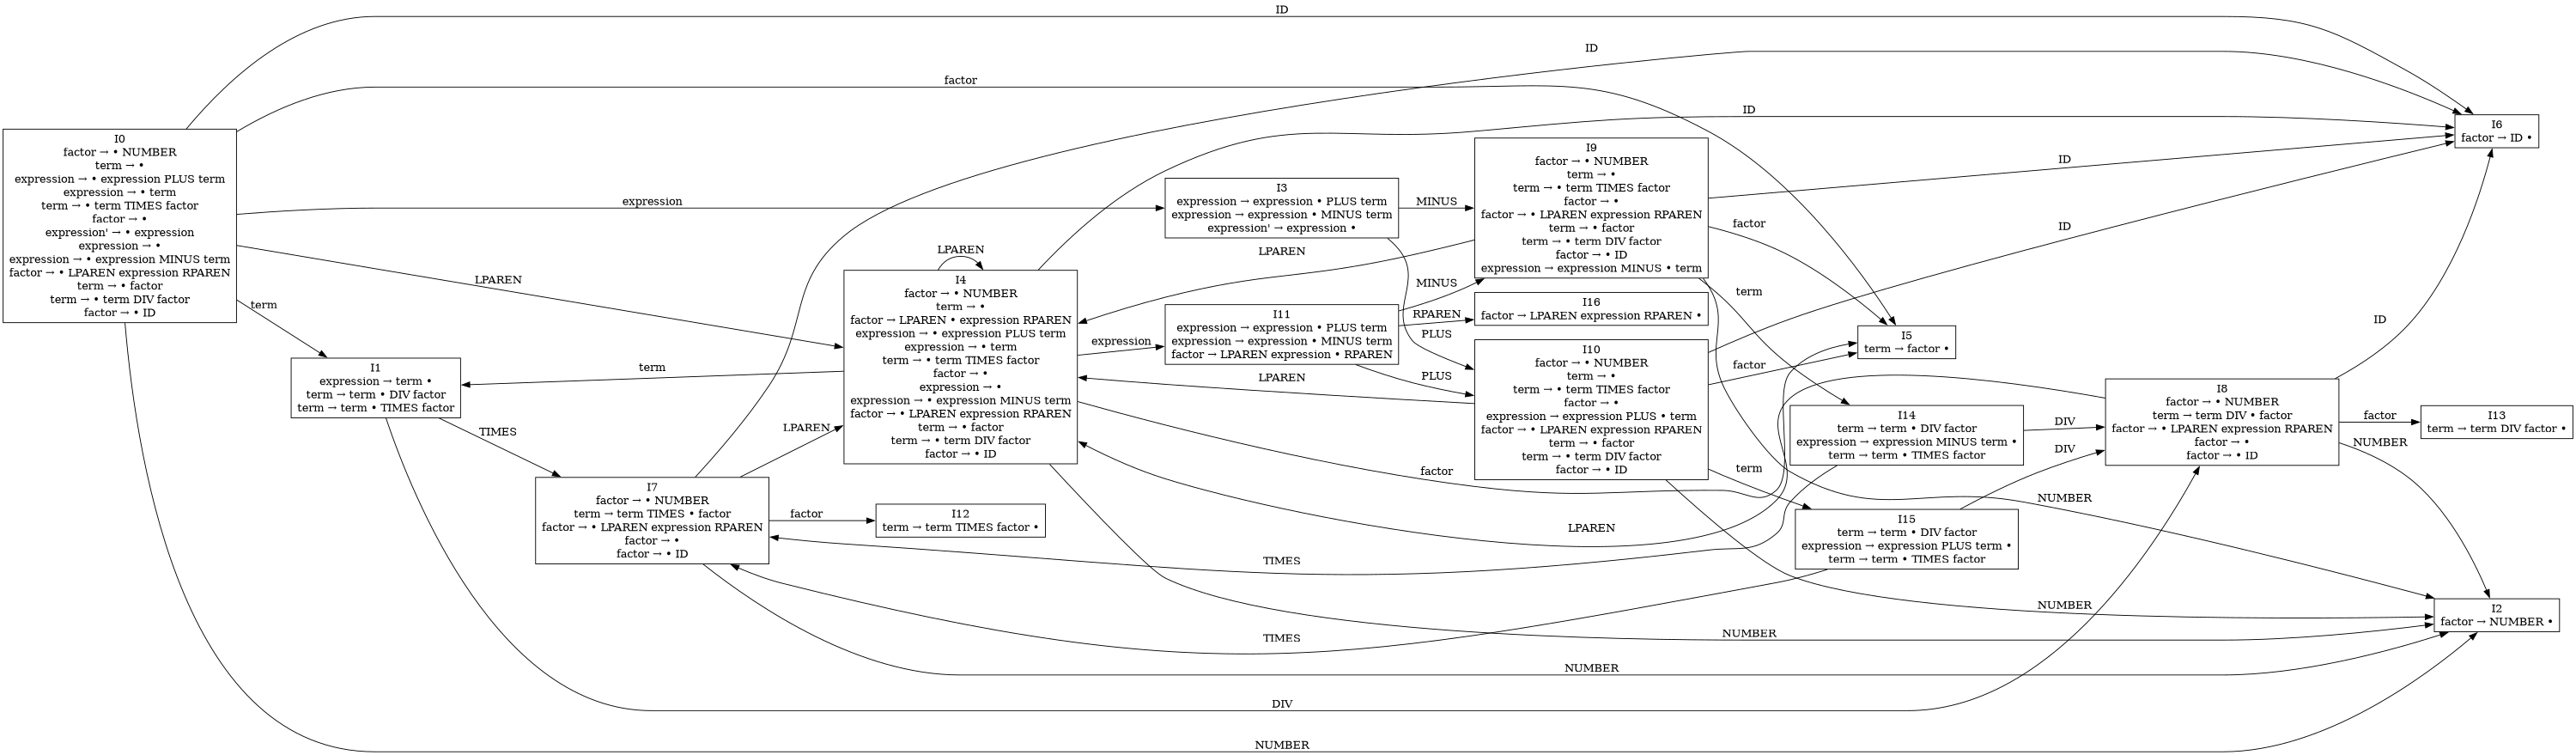 ID
ID
factor
ID
I0
factor → • NUMBER
term → •
expression → • expression PLUS term
expression → • term
term → • term TIMES factor
factor → •
expression' → • expression
expression → •
expression → • expression MINUS term
factor → • LPAREN expression RPAREN
term → • factor
term → • term DIV factor
factor → • ID
expression
LPAREN
term
I1
expression → term •
term → term • DIV factor
term → term • TIMES factor
TIMES
term
I7
factor → • NUMBER
term → term TIMES • factor
factor → • LPAREN expression RPAREN
factor → •
factor → • ID
LPAREN
factor
I12
term → term TIMES factor •
LPAREN
I4
factor → • NUMBER
term → •
factor → LPAREN • expression RPAREN
expression → • expression PLUS term
expression → • term
term → • term TIMES factor
factor → •
expression → •
expression → • expression MINUS term
factor → • LPAREN expression RPAREN
term → • factor
term → • term DIV factor
factor → • ID
expression
I3
expression → expression • PLUS term
expression → expression • MINUS term
expression' → expression •
MINUS
LPAREN
I11
expression → expression • PLUS term
expression → expression • MINUS term
factor → LPAREN expression • RPAREN
MINUS
RPAREN
PLUS
PLUS
LPAREN
factor
I9
factor → • NUMBER
term → •
term → • term TIMES factor
factor → •
factor → • LPAREN expression RPAREN
term → • factor
term → • term DIV factor
factor → • ID
expression → expression MINUS • term
I16
factor → LPAREN expression RPAREN •
I10
factor → • NUMBER
term → •
term → • term TIMES factor
factor → •
expression → expression PLUS • term
factor → • LPAREN expression RPAREN
term → • factor
term → • term DIV factor
factor → • ID
factor
term
factor
term
LPAREN
TIMES
TIMES
I5
term → factor •
I14
term → term • DIV factor
expression → expression MINUS term •
term → term • TIMES factor
I15
term → term • DIV factor
expression → expression PLUS term •
term → term • TIMES factor
ID
ID
DIV
DIV
I8
factor → • NUMBER
term → term DIV • factor
factor → • LPAREN expression RPAREN
factor → •
factor → • ID
ID
factor
NUMBER
I6
factor → ID •
I13
term → term DIV factor •
I2
factor → NUMBER •
NUMBER
NUMBER
NUMBER
NUMBER
DIV
NUMBER